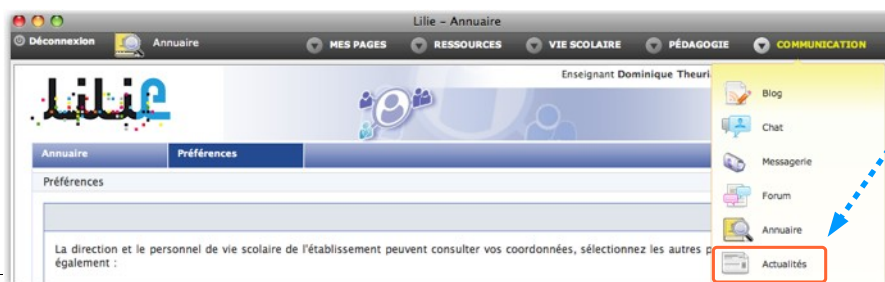 Lilie – Annuaire
Déconnexion Annuaire MES PAGES RESSOURCES VIE SCOLAIRE PÉDAGOGIE COMMUNICATION
Enseignant Dominique Theuri
lilie
Annuaire Préférences
Préférences
La direction et le personnel de vie scolaire de l'établissement peuvent consulter vos coordonnées, sélectionnez les autres p
également :
Blog
Chat
Messagerie
Forum
Annuaire
Actualités